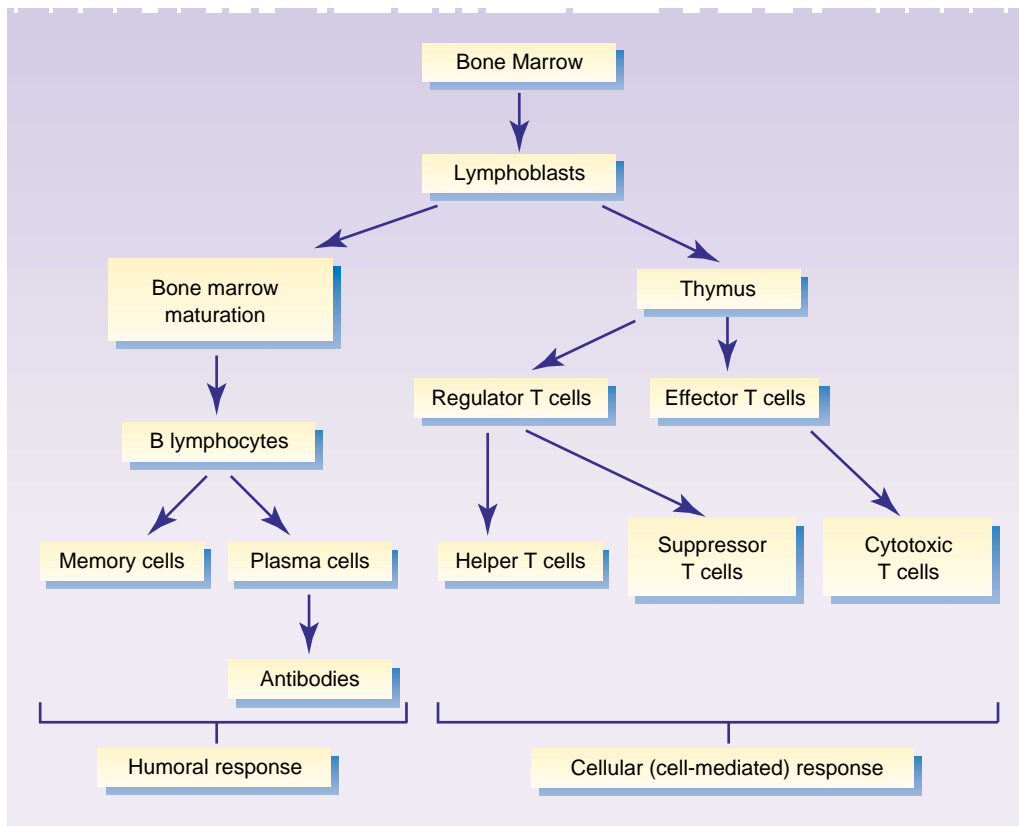 Bone Marrow
Lymphoblasts
Bone marrow
maturation
Thymus
Regulator T cells
Effector T cells
B lymphocytes
Memory cells
Plasma cells
Helper T cells
Suppressor
T cells
Cytotoxic
T cells
Antibodies
Humoral response
Cellular (cell-mediated) response